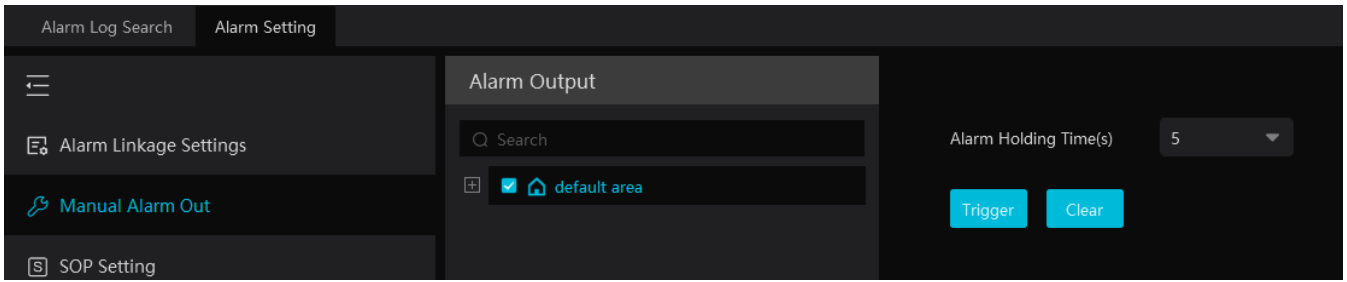 Alarm Log Search Alarm Setting
Alarm Output
Search
Alarm Linkage Settings
default area
Manual Alarm Out
S SOP Setting
Alarm Holding Time(s) 5
Trigger Clear